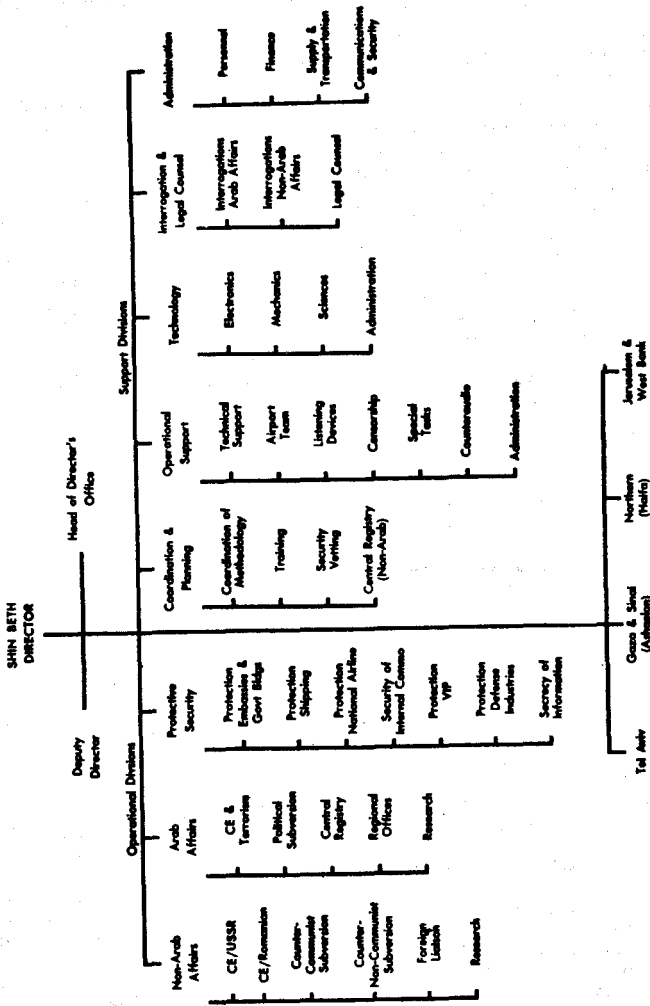 SHIN BETH
DIRECTOR
Deputy
Director
Head of Director's
Office
Operational Divisions
Support Divisions
Non-Arab
Affairs
CE/USSR
CE/Romanian
Counter-
Communist
Subversion
Counter-
Non-Communist
Subversion
Foreign
Liaison
Research
Arab
Affairs
CE &
Terrorism
Political
Subversion
Central
Registry
Regional
Offices
Research
Protective
Security
Protection
Embassies &
Govt Bldgs
Protection
Shipping
Protection
National Airline
Security of
Internal Commo
Protection
VIP
Protection
Defense
Industries
Secrecy of
Information
Coordination &
Planning
Coordination of
Methodology
Training
Security
Vetting
Central Registry
(Non-Arab)
Operational
Support
Technical
Support
Airport
Team
Listening
Devices
Censorship
Special
Tasks
Counteraudio
Administration
Technology
Electronics
Mechanics
Sciences
Administration
Interrogation &
Legal Counsel
Interrogations
Arab Affairs
Interrogations
Non-Arab
Affairs
Legal Counsel
Administration
Personnel
Finance
Supply &
Transportation
Communications
& Security
Tel Aviv
Gaza & Sinai
(Ashqelon)
Northern
(Haifa)
Jerusalem &
West Bank